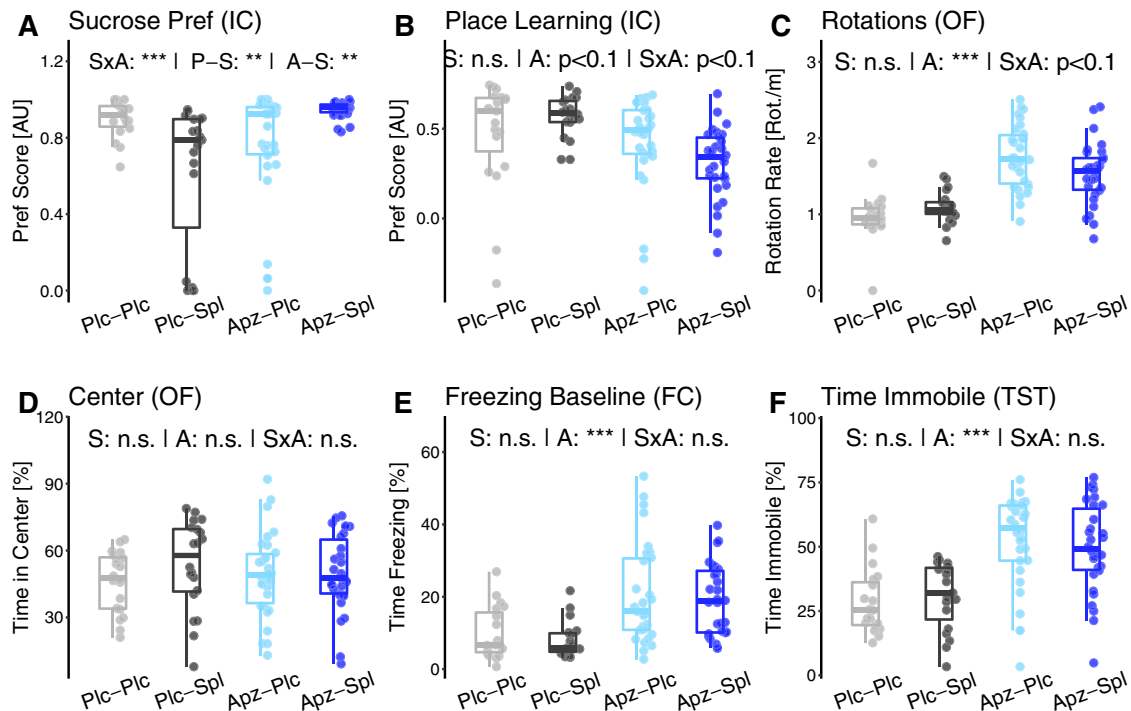 A Sucrose Pref (IC)
SxA: *** | P−S: ** | A−S: **
Pref Score [AU]
1.2
0.8
0.4
0.0
Plc−Plc Plc−Spl Apz−Plc Apz−Spl
B Place Learning (IC)
S: n.s. | A: p<0.1 | SxA: p<0.1
Pref Score [AU]
0.5
0.0
Plc−Plc Plc−Spl Apz−Plc Apz−Spl
C Rotations (OF)
S: n.s. | A: *** | SxA: p<0.1
Rotation Rate [Rot./m]
3
2
1
0
Plc−Plc Plc−Spl Apz−Plc Apz−Spl
D Center (OF)
S: n.s. | A: n.s. | SxA: n.s.
Time in Center [%]
120
90
60
30
Plc−Plc Plc−Spl Apz−Plc Apz−Spl
E Freezing Baseline (FC)
S: n.s. | A: *** | SxA: n.s.
Time Freezing [%]
60
40
20
0
Plc−Plc Plc−Spl Apz−Plc Apz−Spl
F Time Immobile (TST)
S: n.s. | A: *** | SxA: n.s.
Time Immobile [%]
100
75
50
25
0
Plc−Plc Plc−Spl Apz−Plc Apz−Spl